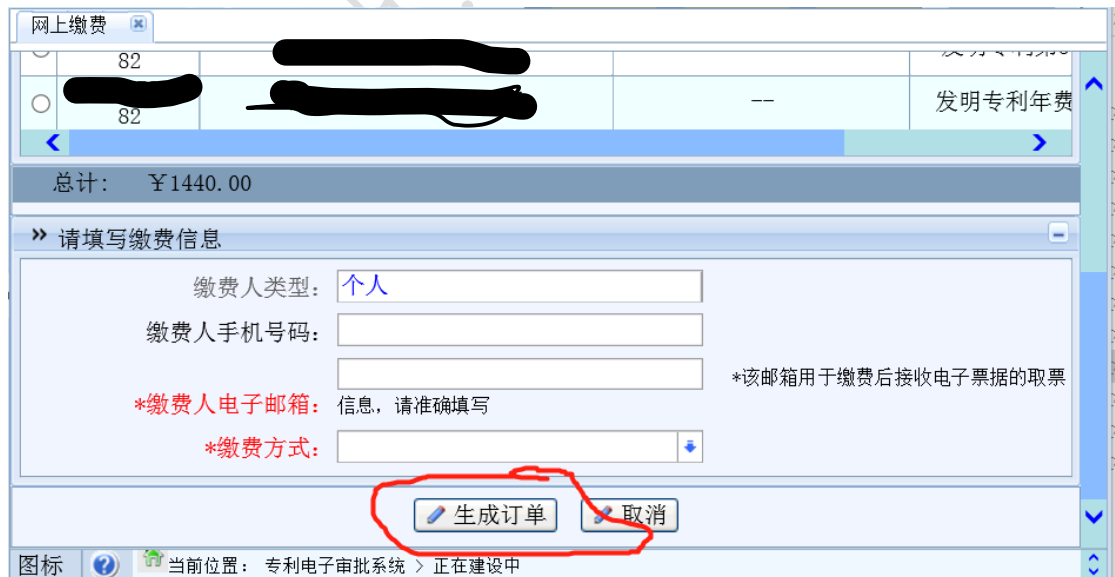 网上缴费
82
82
--
发明专利年费
总计: ￥1440.00
请填写缴费信息
缴费人类型: 个人
缴费人手机号码:
*该邮箱用于缴费后接收电子票据的取票
*缴费人电子邮箱: 信息, 请准确填写
*缴费方式:
生成订单 取消
图标 当前位置: 专利电子审批系统 > 正在建设中